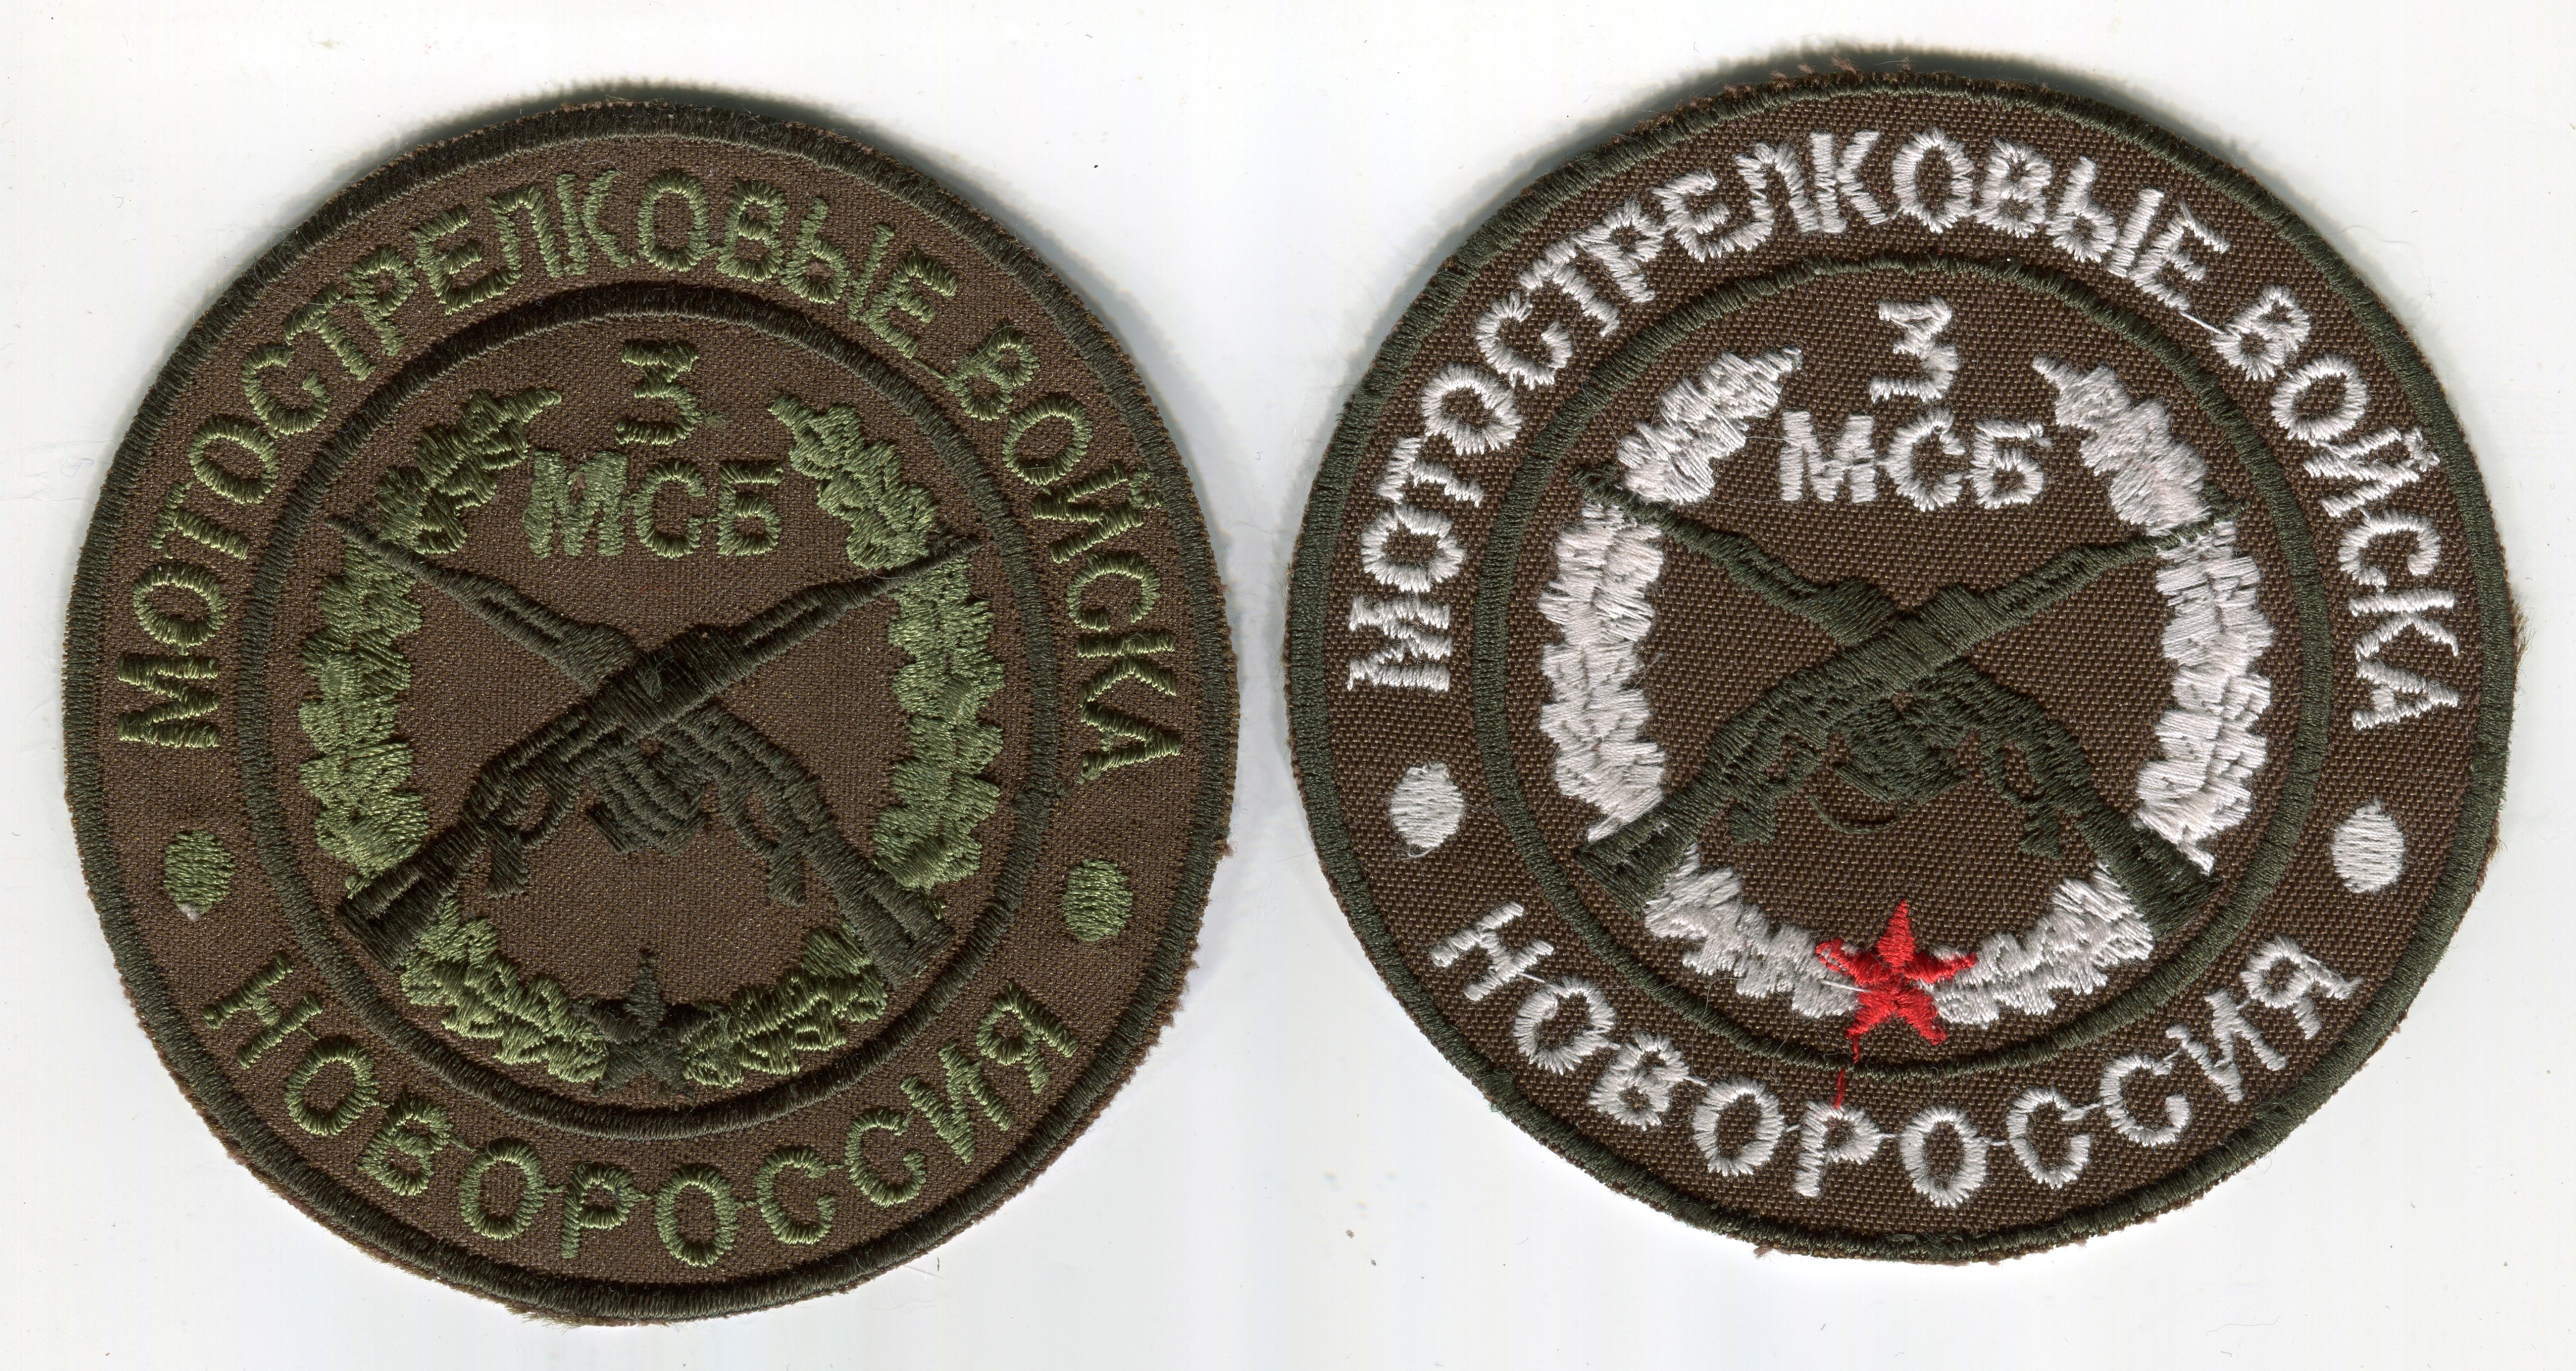 МОТОСТРЕЛКОВЫЕ ВОЙСКА
3
МСБ
НОВОРОССИЯ
МОТОСТРЕЛКОВЫЕ ВОЙСКА
3
МСБ
НОВОРОССИЯ